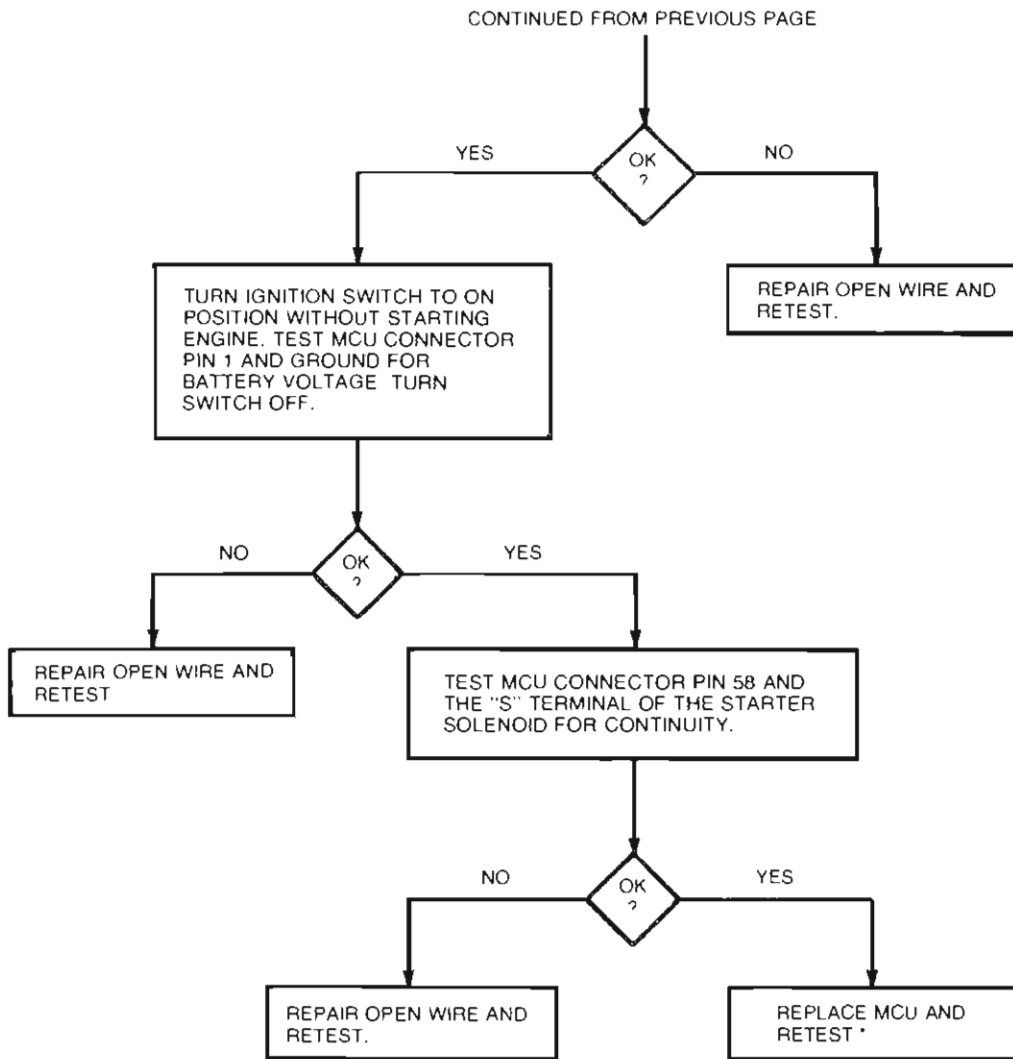 CONTINUED FROM PREVIOUS PAGE
OK
?
YES
NO
TURN IGNITION SWITCH TO ON
POSITION WITHOUT STARTING
ENGINE. TEST MCU CONNECTOR
PIN 1 AND GROUND FOR
BATTERY VOLTAGE TURN
SWITCH OFF.
REPAIR OPEN WIRE AND
RETEST.
OK
?
NO
YES
REPAIR OPEN WIRE AND
RETEST
TEST MCU CONNECTOR PIN 58 AND
THE "S" TERMINAL OF THE STARTER
SOLENOID FOR CONTINUITY.
OK
?
NO
YES
REPAIR OPEN WIRE AND
RETEST.
REPLACE MCU AND
RETEST *